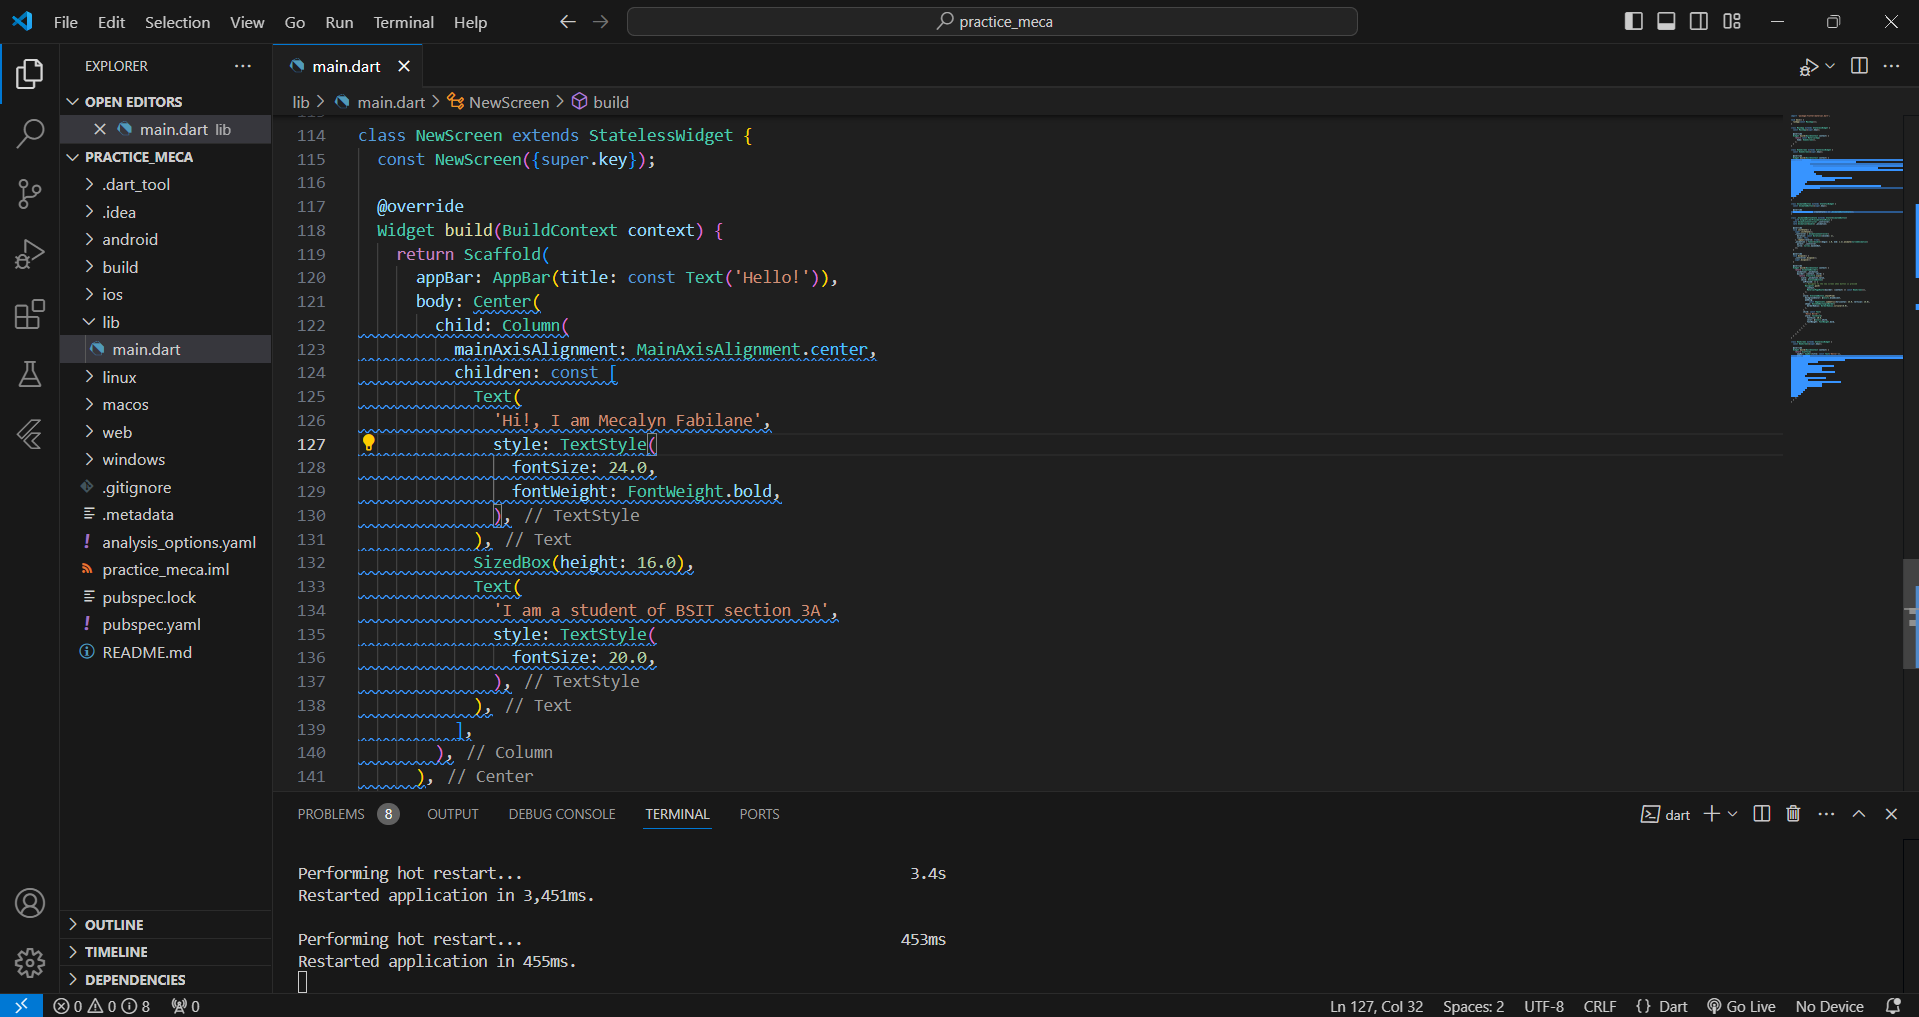 File Edit Selection View Go Run Terminal Help
practice_meca
EXPLORER
OPEN EDITORS
main.dart lib
PRACTICE_MECA
.dart_tool
.idea
android
build
ios
lib
main.dart
linux
macos
web
windows
.gitignore
.metadata
analysis_options.yaml
practice_meca.iml
pubspec.lock
pubspec.yaml
README.md
OUTLINE
TIMELINE
DEPENDENCIES
main.dart
lib > main.dart > NewScreen > build
114 class NewScreen extends StatelessWidget {
115 const NewScreen({super.key});
116
117 @override
118 Widget build(BuildContext context) {
119 return Scaffold(
120 appBar: AppBar(title: const Text('Hello!')),
121 body: Center(
122 child: Column(
123 mainAxisAlignment: MainAxisAlignment.center,
124 children: const [
125 Text(
126 'Hi!, I am Mecalyn Fabilane',
127 style: TextStyle(
128 fontSize: 24.0,
129 fontWeight: FontWeight.bold,
130 ), // TextStyle
131 ), // Text
132 SizedBox(height: 16.0),
133 Text(
134 'I am a student of BSIT section 3A',
135 style: TextStyle(
136 fontSize: 20.0,
137 ), // TextStyle
138 ), // Text
139 ],
140 ), // Column
141 ), // Center
PROBLEMS 8 OUTPUT DEBUG CONSOLE TERMINAL PORTS
dart
Performing hot restart... 3.4s
Restarted application in 3,451ms.
Performing hot restart... 453ms
Restarted application in 455ms.
0 0 8 0
Ln 127, Col 32 Spaces: 2 UTF-8 CRLF {} Dart Go Live No Device